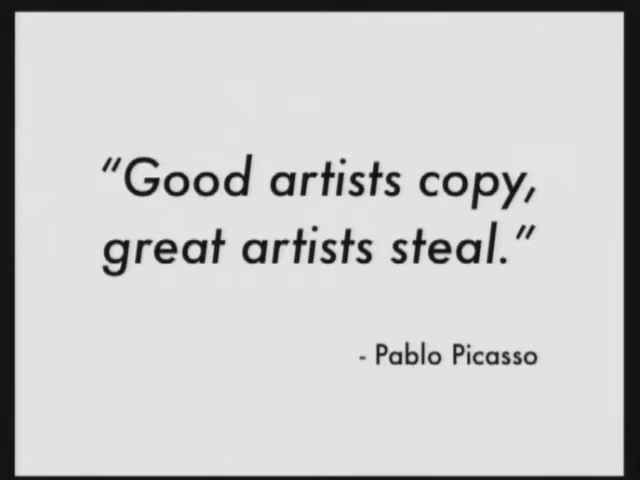 “Good artists copy,
great artists steal.”
- Pablo Picasso